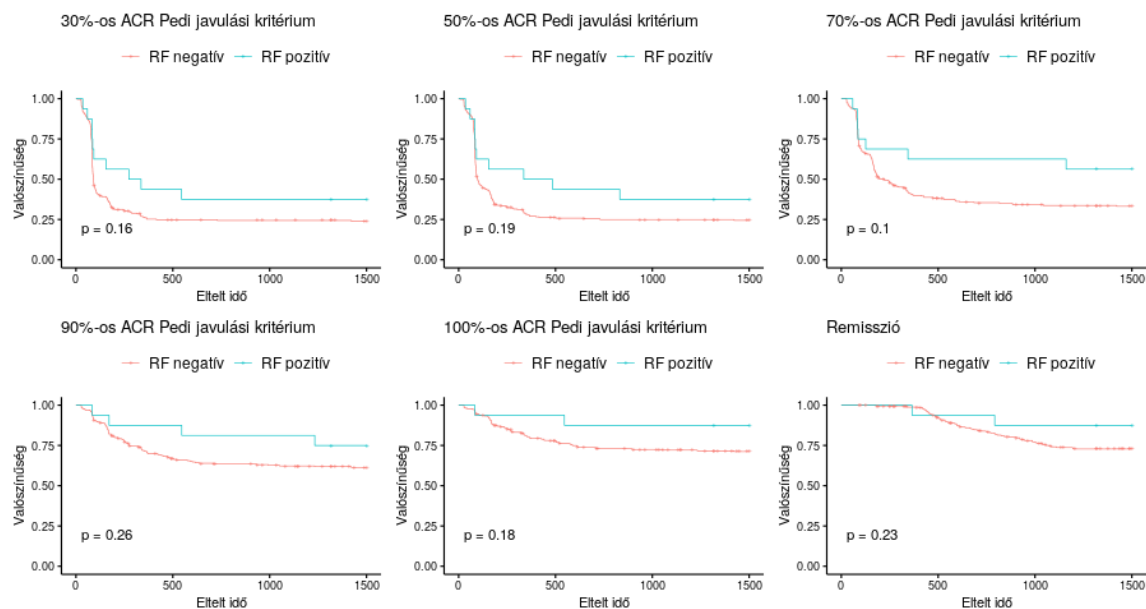 30%-os ACR Pedi javulási kritérium
RF negatív RF pozitív
1.00
0.75
0.50
0.25
0.00
Valószínűség
p = 0.16
0 500 1000 1500
Eltelt idő
50%-os ACR Pedi javulási kritérium
RF negatív RF pozitív
1.00
0.75
0.50
0.25
0.00
Valószínűség
p = 0.19
0 500 1000 1500
Eltelt idő
70%-os ACR Pedi javulási kritérium
RF negatív RF pozitív
1.00
0.75
0.50
0.25
0.00
Valószínűség
p = 0.1
0 500 1000 1500
Eltelt idő
90%-os ACR Pedi javulási kritérium
RF negatív RF pozitív
1.00
0.75
0.50
0.25
0.00
Valószínűség
p = 0.26
0 500 1000 1500
Eltelt idő
100%-os ACR Pedi javulási kritérium
RF negatív RF pozitív
1.00
0.75
0.50
0.25
0.00
Valószínűség
p = 0.18
0 500 1000 1500
Eltelt idő
Remisszió
RF negatív RF pozitív
1.00
0.75
0.50
0.25
0.00
Valószínűség
p = 0.23
0 500 1000 1500
Eltelt idő